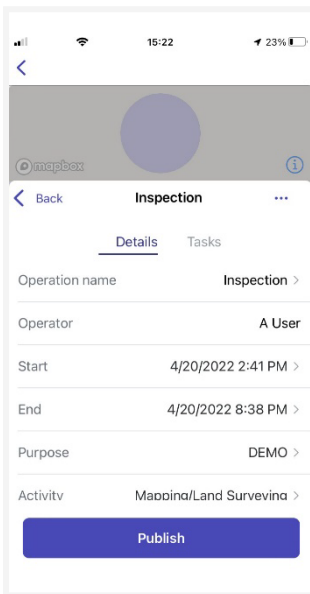 15:22
23%
mapbox
Back Inspection ...
Details Tasks
Operation name Inspection
Operator A User
Start 4/20/2022 2:41 PM
End 4/20/2022 8:38 PM
Purpose DEMO
Activity Mapping/Land Surveying
Publish